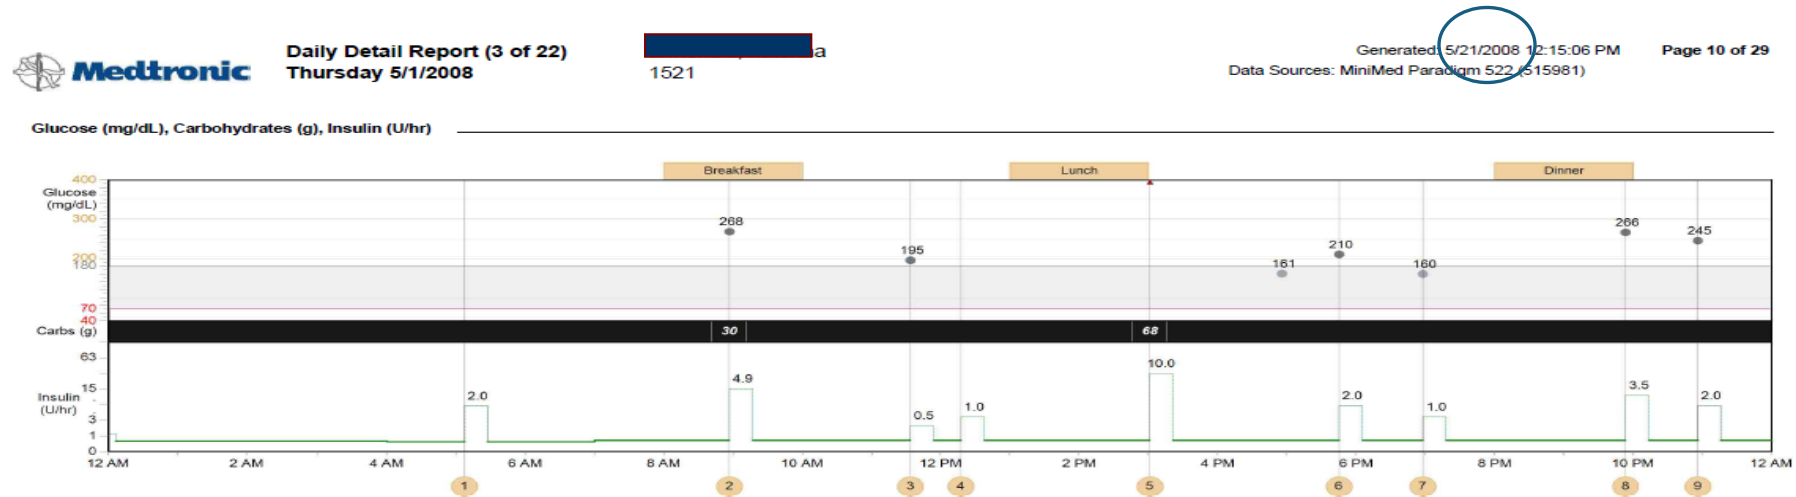 Medtronic
Daily Detail Report (3 of 22)
Thursday 5/1/2008
a
1521
Generated: 5/21/2008 12:15:06 PM Page 10 of 29
Data Sources: MiniMed Paradigm 522 (515981)
Glucose (mg/dL), Carbohydrates (g), Insulin (U/hr)
Breakfast Lunch Dinner
400
Glucose
(mg/dL)
300
200
180
70
40
268 195 161 210 160 266 245
Carbs (g) 30 68
63
15
Insulin
(U/hr)
3
1
0
2.0 4.9 0.5 1.0 10.0 2.0 1.0 3.5 2.0
12 AM 2 AM 4 AM 6 AM 8 AM 10 AM 12 PM 2 PM 4 PM 6 PM 8 PM 10 PM 12 AM
1 2 3 4 5 6 7 8 9